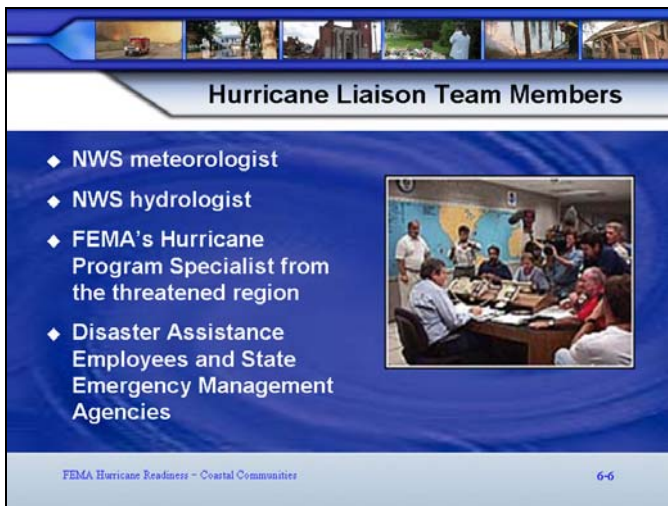 Hurricane Liaison Team Members
◆ NWS meteorologist
◆ NWS hydrologist
◆ FEMA's Hurricane
Program Specialist from
the threatened region
◆ Disaster Assistance
Employees and State
Emergency Management
Agencies
FEMA Hurricane Readiness – Coastal Communities
6-6